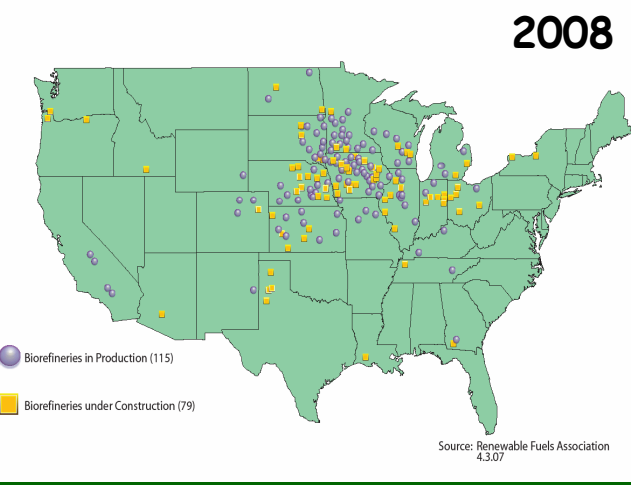 2008
Biorefineries in Production (115)
Biorefineries under Construction (79)
Source: Renewable Fuels Association
4.3.07